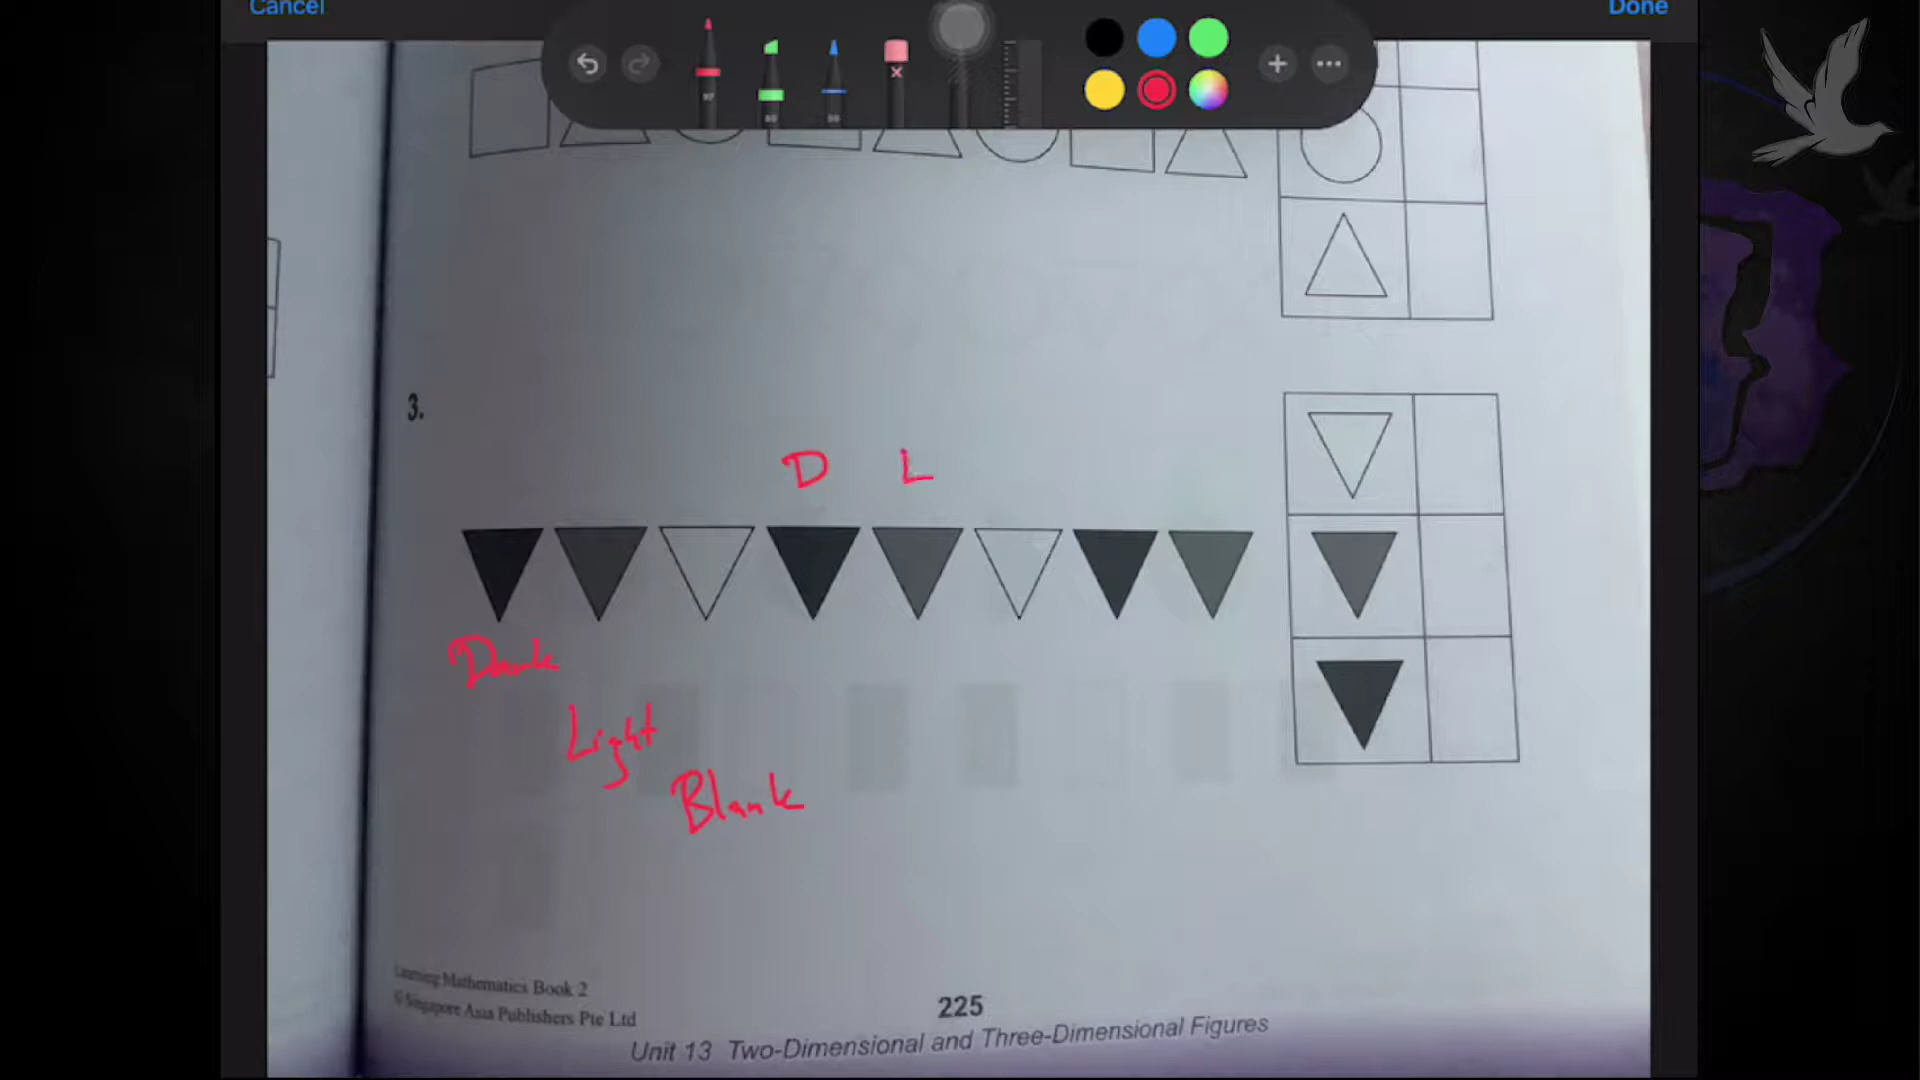 Cancel
Done
3.
D L
Dark
Light
Blank
Learning Mathematics Book 2
© Singapore Asia Publishers Pte Ltd
225
Unit 13 Two-Dimensional and Three-Dimensional Figures